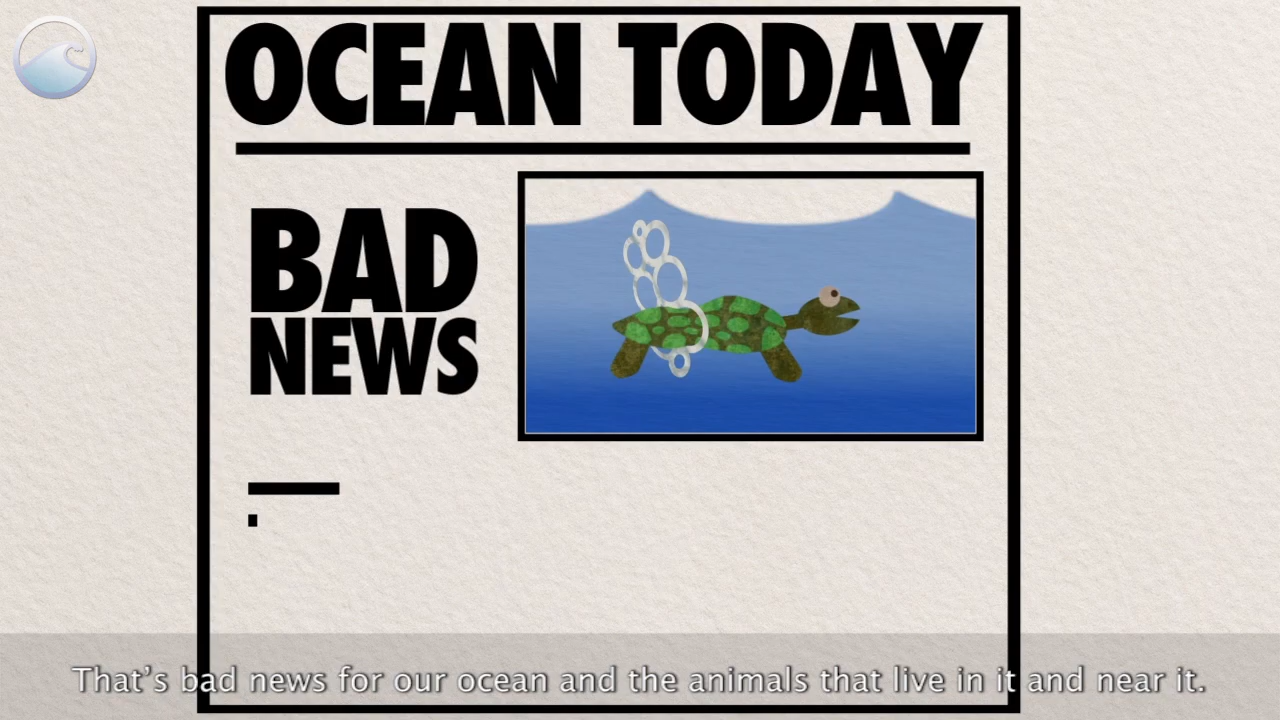 OCEAN TODAY
BAD
NEWS
That's bad news for our ocean and the animals that live in it and near it.